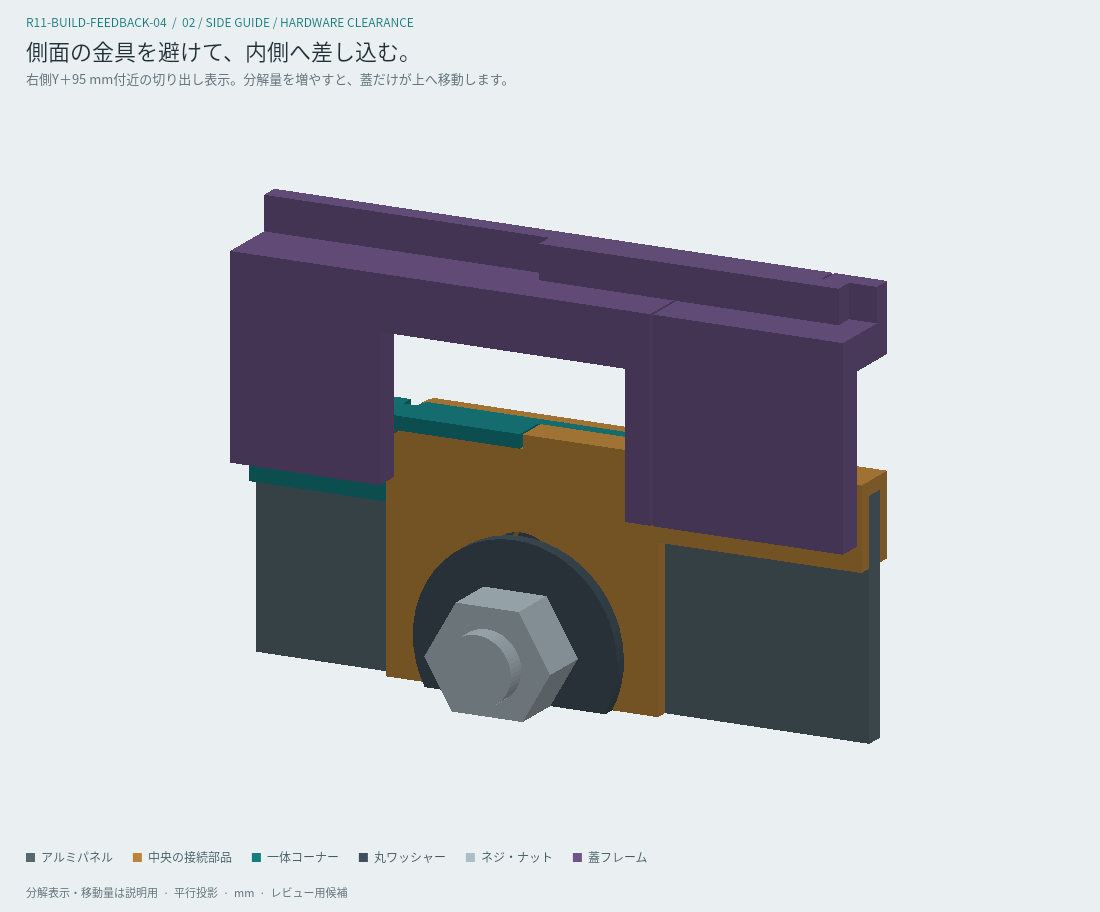 R11-BUILD-FEEDBACK-04 / 02 / SIDE GUIDE / HARDWARE CLEARANCE
側面の金具を避けて、内側へ差し込む。
右側Y＋95 mm付近の切り出し表示。分解量を増やすと、蓋だけが上へ移動します。
アルミパネル 中央の接続部品 一体コーナー 丸ワッシャー ネジ・ナット 蓋フレーム
分解表示・移動量は説明用 · 平行投影 · mm · レビュー用候補